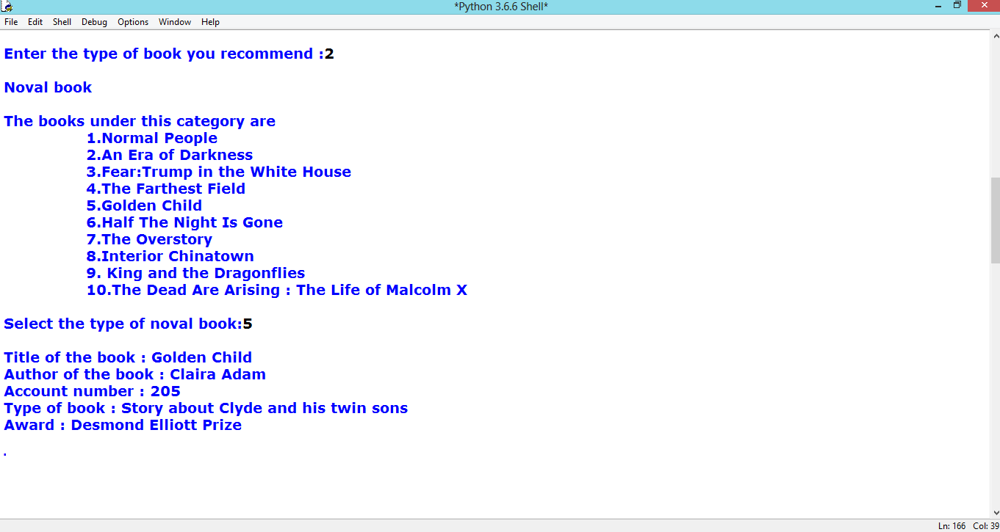 *Python 3.6.6 Shell*
File Edit Shell Debug Options Window Help
Enter the type of book you recommend :2
Noval book
The books under this category are
1.Normal People
2.An Era of Darkness
3.Fear:Trump in the White House
4.The Farthest Field
5.Golden Child
6.Half The Night Is Gone
7.The Overstory
8.Interior Chinatown
9. King and the Dragonflies
10.The Dead Are Arising : The Life of Malcolm X
Select the type of noval book:5
Title of the book : Golden Child
Author of the book : Claira Adam
Account number : 205
Type of book : Story about Clyde and his twin sons
Award : Desmond Elliott Prize
.
Ln: 166 Col: 39